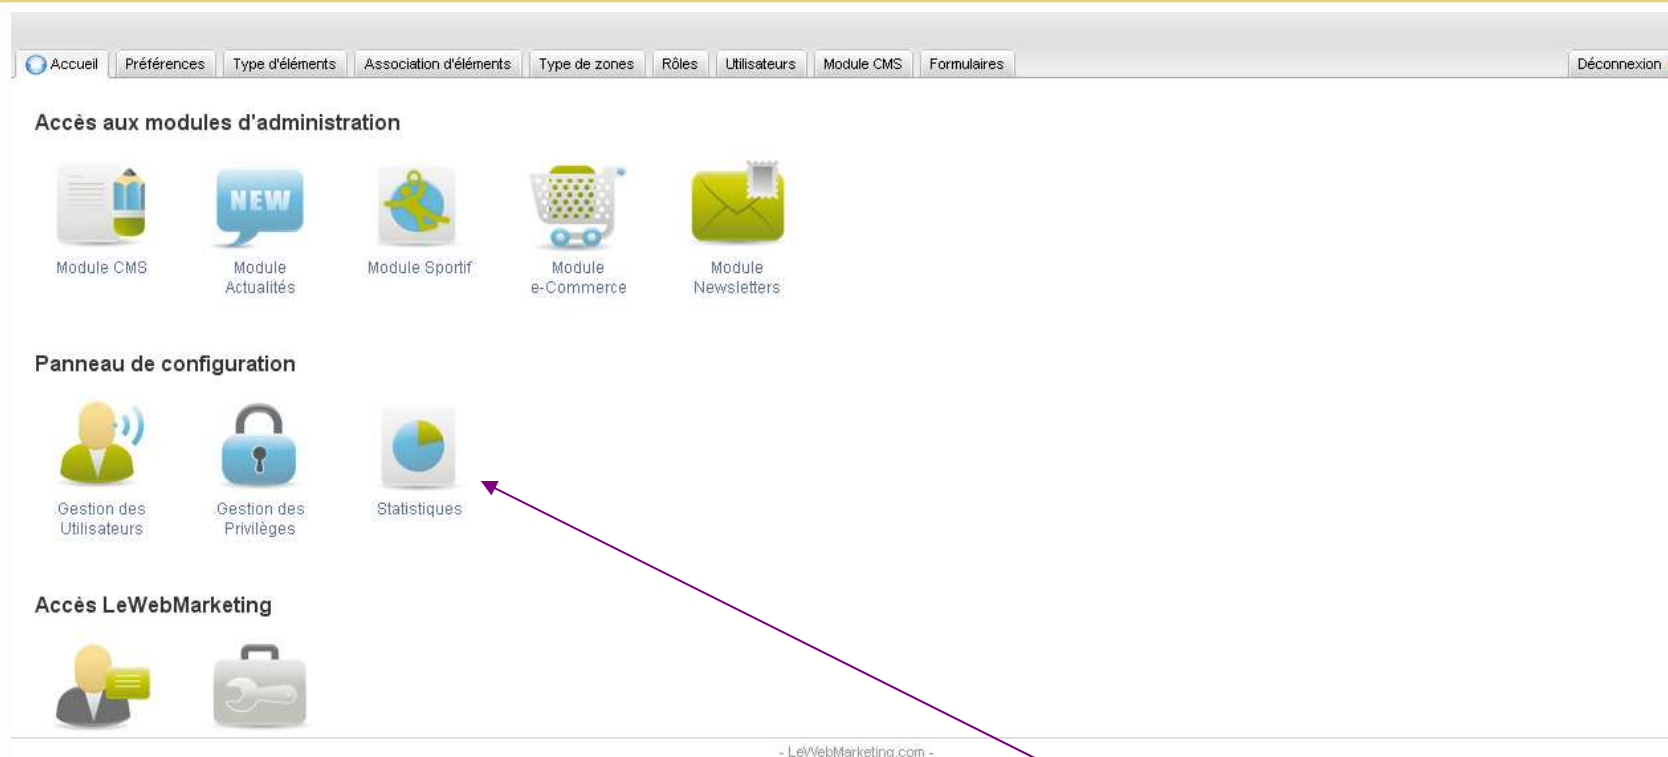 Accueil Préférences Type d'éléments Association d'éléments Type de zones Rôles Utilisateurs Module CMS Formulaires Déconnexion
Accès aux modules d'administration
NEW
Module CMS Module Module Sportif Module Module
Actualités e-Commerce Newsletters
Panneau de configuration
Gestion des Gestion des Statistiques
Utilisateurs Privilèges
Accès LeWebMarketing
- LeWebMarketing.com -